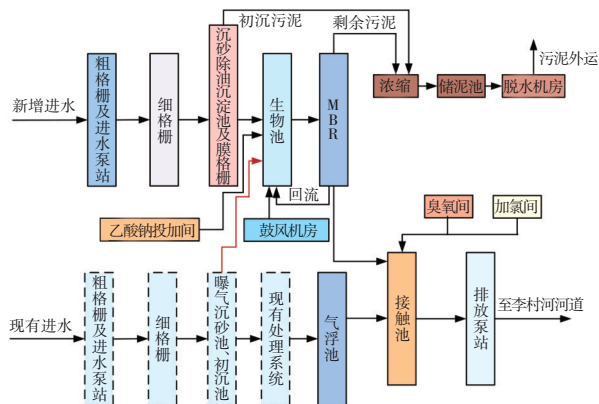 初沉污泥
剩余污泥
污泥外运
新增进水
粗格栅及进水泵站
细格栅
沉砂除油沉淀池及膜格栅
生物池
MBR
浓缩
储泥池
脱水机房
回流
乙酸钠投加间
鼓风机房
臭氧间
加氯间
现有进水
粗格栅及进水泵站
细格栅
曝气沉砂池、初沉池
现有处理系统
气浮池
接触池
排放泵站
至李村河河道